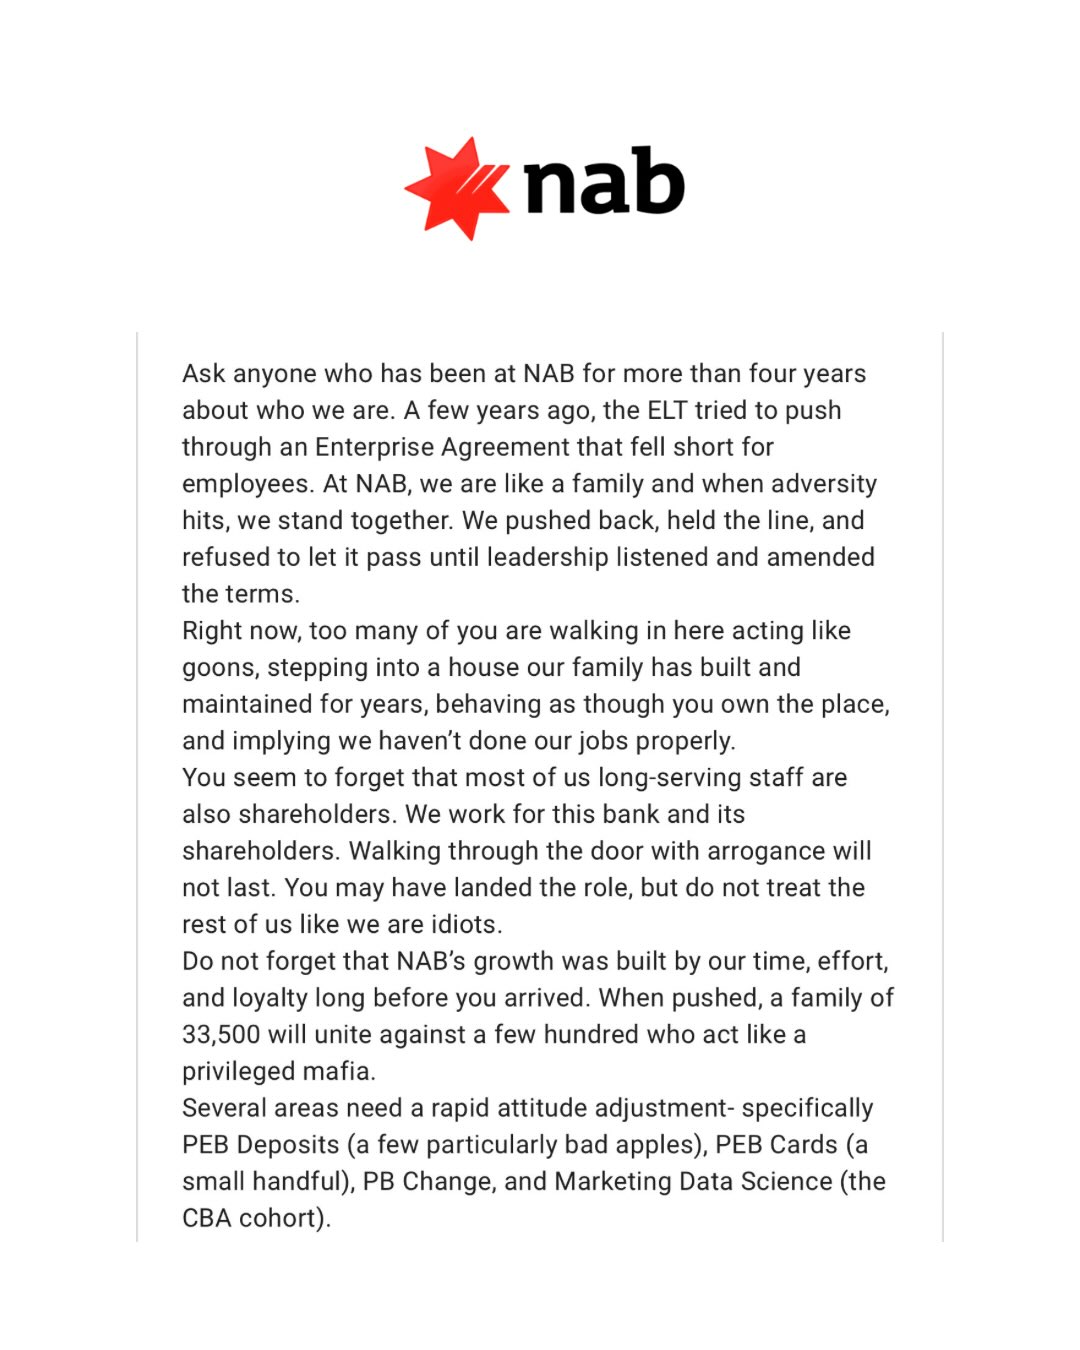 nab
Ask anyone who has been at NAB for more than four years
about who we are. A few years ago, the ELT tried to push
through an Enterprise Agreement that fell short for
employees. At NAB, we are like a family and when adversity
hits, we stand together. We pushed back, held the line, and
refused to let it pass until leadership listened and amended
the terms.
Right now, too many of you are walking in here acting like
goons, stepping into a house our family has built and
maintained for years, behaving as though you own the place,
and implying we haven’t done our jobs properly.
You seem to forget that most of us long-serving staff are
also shareholders. We work for this bank and its
shareholders. Walking through the door with arrogance will
not last. You may have landed the role, but do not treat the
rest of us like we are idiots.
Do not forget that NAB’s growth was built by our time, effort,
and loyalty long before you arrived. When pushed, a family of
33,500 will unite against a few hundred who act like a
privileged mafia.
Several areas need a rapid attitude adjustment- specifically
PEB Deposits (a few particularly bad apples), PEB Cards (a
small handful), PB Change, and Marketing Data Science (the
CBA cohort).